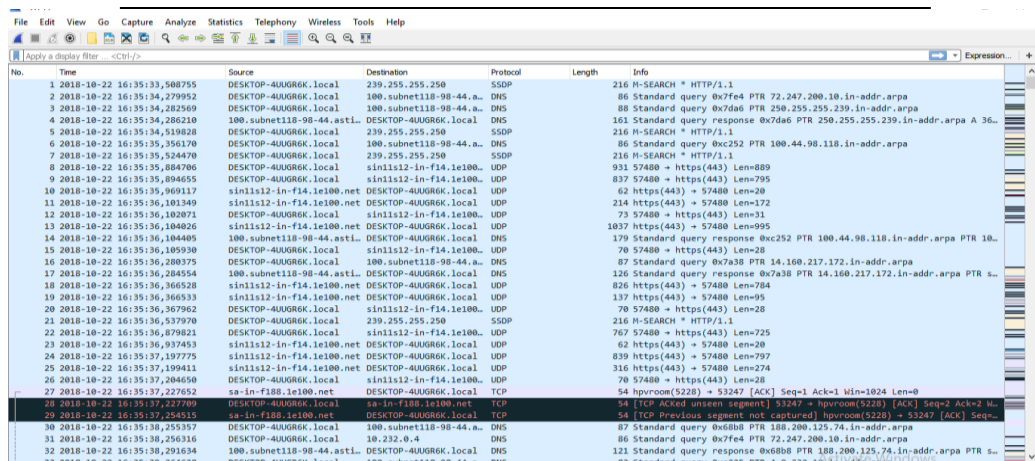 File Edit View Go Capture Analyze Statistics Telephony Wireless Tools Help
Apply a display filter ... <Ctrl-/> Expression... +
No. Time Source Destination Protocol Length Info
1 2018-10-22 16:35:33,508755 DESKTOP-4UUGR6K.local 239.255.255.250 SSDP 216 M-SEARCH * HTTP/1.1
2 2018-10-22 16:35:34,279952 DESKTOP-4UUGR6K.local 100.subnet118-98-44.a… DNS 86 Standard query 0x7fe4 PTR 72.247.200.10.in-addr.arpa
3 2018-10-22 16:35:34,282569 DESKTOP-4UUGR6K.local 100.subnet118-98-44.a… DNS 88 Standard query 0x7da6 PTR 250.255.255.239.in-addr.arpa
4 2018-10-22 16:35:34,286210 100.subnet118-98-44.asti… DESKTOP-4UUGR6K.local DNS 161 Standard query response 0x7da6 PTR 250.255.255.239.in-addr.arpa A 36…
5 2018-10-22 16:35:34,519828 DESKTOP-4UUGR6K.local 239.255.255.250 SSDP 216 M-SEARCH * HTTP/1.1
6 2018-10-22 16:35:35,356170 DESKTOP-4UUGR6K.local 100.subnet118-98-44.a… DNS 86 Standard query 0xc252 PTR 100.44.98.118.in-addr.arpa
7 2018-10-22 16:35:35,524470 DESKTOP-4UUGR6K.local 239.255.255.250 SSDP 216 M-SEARCH * HTTP/1.1
8 2018-10-22 16:35:35,884706 DESKTOP-4UUGR6K.local sin11s12-in-f14.1e100… UDP 931 57480 → https(443) Len=889
9 2018-10-22 16:35:35,894655 DESKTOP-4UUGR6K.local sin11s12-in-f14.1e100… UDP 837 57480 → https(443) Len=795
10 2018-10-22 16:35:35,969117 sin11s12-in-f14.1e100.net DESKTOP-4UUGR6K.local UDP 62 https(443) → 57480 Len=20
11 2018-10-22 16:35:36,101349 sin11s12-in-f14.1e100.net DESKTOP-4UUGR6K.local UDP 214 https(443) → 57480 Len=172
12 2018-10-22 16:35:36,102071 DESKTOP-4UUGR6K.local sin11s12-in-f14.1e100… UDP 73 57480 → https(443) Len=31
13 2018-10-22 16:35:36,104026 sin11s12-in-f14.1e100.net DESKTOP-4UUGR6K.local UDP 1037 https(443) → 57480 Len=995
14 2018-10-22 16:35:36,104405 100.subnet118-98-44.asti… DESKTOP-4UUGR6K.local DNS 179 Standard query response 0xc252 PTR 100.44.98.118.in-addr.arpa PTR 10…
15 2018-10-22 16:35:36,105930 DESKTOP-4UUGR6K.local sin11s12-in-f14.1e100… UDP 70 57480 → https(443) Len=28
16 2018-10-22 16:35:36,280375 DESKTOP-4UUGR6K.local 100.subnet118-98-44.a… DNS 87 Standard query 0x7a38 PTR 14.160.217.172.in-addr.arpa
17 2018-10-22 16:35:36,284554 100.subnet118-98-44.asti… DESKTOP-4UUGR6K.local DNS 126 Standard query response 0x7a38 PTR 14.160.217.172.in-addr.arpa PTR s…
18 2018-10-22 16:35:36,366528 sin11s12-in-f14.1e100.net DESKTOP-4UUGR6K.local UDP 826 https(443) → 57480 Len=784
19 2018-10-22 16:35:36,366533 sin11s12-in-f14.1e100.net DESKTOP-4UUGR6K.local UDP 137 https(443) → 57480 Len=95
20 2018-10-22 16:35:36,367962 DESKTOP-4UUGR6K.local sin11s12-in-f14.1e100… UDP 70 57480 → https(443) Len=28
21 2018-10-22 16:35:36,537970 DESKTOP-4UUGR6K.local 239.255.255.250 SSDP 216 M-SEARCH * HTTP/1.1
22 2018-10-22 16:35:36,879821 DESKTOP-4UUGR6K.local sin11s12-in-f14.1e100… UDP 767 57480 → https(443) Len=725
23 2018-10-22 16:35:36,937453 sin11s12-in-f14.1e100.net DESKTOP-4UUGR6K.local UDP 62 https(443) → 57480 Len=20
24 2018-10-22 16:35:37,197775 sin11s12-in-f14.1e100.net DESKTOP-4UUGR6K.local UDP 839 https(443) → 57480 Len=797
25 2018-10-22 16:35:37,199411 sin11s12-in-f14.1e100.net DESKTOP-4UUGR6K.local UDP 316 https(443) → 57480 Len=274
26 2018-10-22 16:35:37,204650 DESKTOP-4UUGR6K.local sin11s12-in-f14.1e100… UDP 70 57480 → https(443) Len=28
27 2018-10-22 16:35:37,227652 sa-in-f188.1e100.net DESKTOP-4UUGR6K.local TCP 54 hpvroom(5228) → 53247 [ACK] Seq=1 Ack=1 Win=1024 Len=0
28 2018-10-22 16:35:37,227709 DESKTOP-4UUGR6K.local sa-in-f188.1e100.net TCP 54 [TCP ACKed unseen segment] 53247 → hpvroom(5228) [ACK] Seq=2 Ack=2 W…
29 2018-10-22 16:35:37,254515 sa-in-f188.1e100.net DESKTOP-4UUGR6K.local TCP 54 [TCP Previous segment not captured] hpvroom(5228) → 53247 [ACK] Seq=…
30 2018-10-22 16:35:38,255357 DESKTOP-4UUGR6K.local 100.subnet118-98-44.a… DNS 87 Standard query 0x68b8 PTR 188.200.125.74.in-addr.arpa
31 2018-10-22 16:35:38,256316 DESKTOP-4UUGR6K.local 10.232.0.4 DNS 86 Standard query 0x7fe4 PTR 72.247.200.10.in-addr.arpa
32 2018-10-22 16:35:38,291634 100.subnet118-98-44.asti… DESKTOP-4UUGR6K.local DNS 121 Standard query response 0x68b8 PTR 188.200.125.74.in-addr.arpa PTR s…